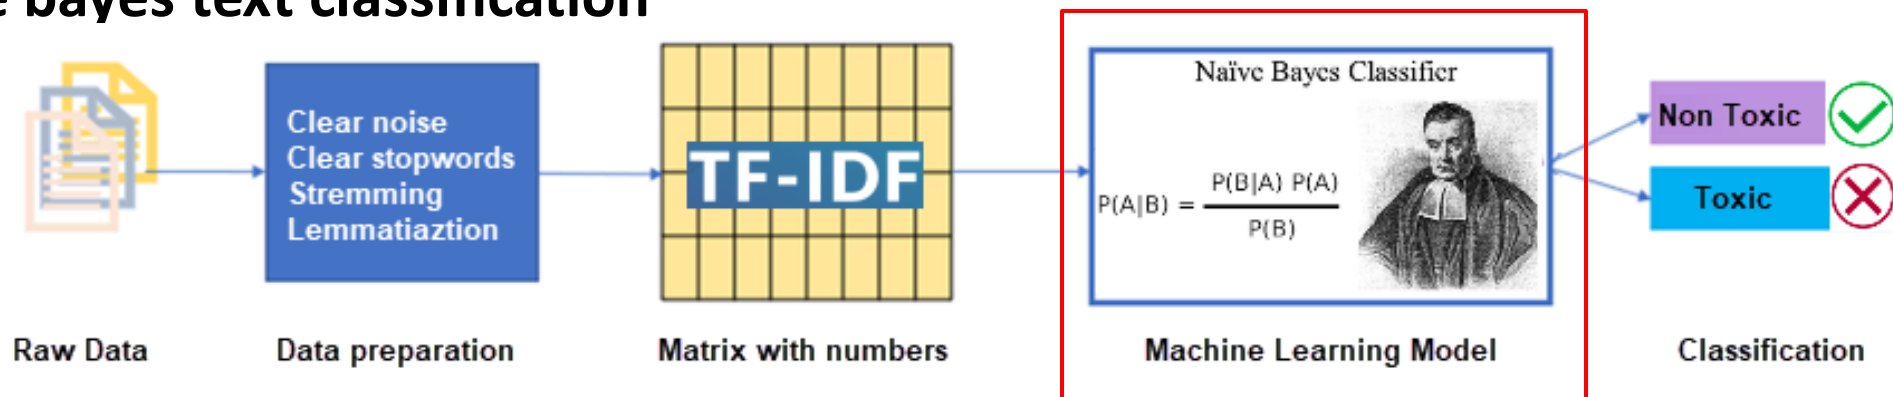 e bayes text classification
Clear noise
Clear stopwords
Stremming
Lemmatiaztion
TF-IDF
Naïve Bayes Classifier
P(A|B) = P(B|A) P(A)
P(B)
Non Toxic
Toxic
Raw Data
Data preparation
Matrix with numbers
Machine Learning Model
Classification